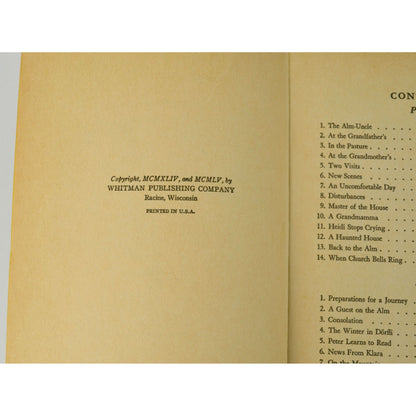 Copyright, MCMXLIV, and MCMLV, by
WHITMAN PUBLISHING COMPANY
Racine, Wisconsin
PRINTED IN U.S.A.
CON
P
1. The Alm-Uncle . . . . .
2. At the Grandfather's . . . .
3. In the Pasture . . . . .
4. At the Grandmother's . . . .
5. Two Visits . . . . . .
6. New Scenes . . . . . .
7. An Uncomfortable Day . . .
8. Disturbances . . . . . .
9. Master of the House . . . .
10. A Grandmamma . . . . .
11. Heidi Stops Crying . . . .
12. A Haunted House . . . . .
13. Back to the Alm . . . . .
14. When Church Bells Ring . . .
1. Preparations for a Journey .
2. A Guest on the Alm . . . .
3. Consolation . . . . . .
4. The Winter in Dörfli . . .
5. Peter Learns to Read . . .
6. News From Klara . . . . .
7. On the